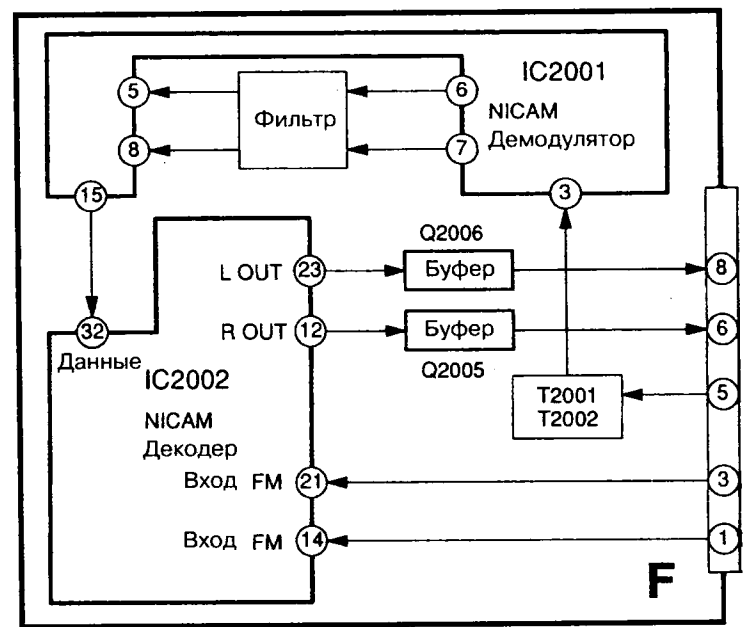 IC2001
5
6
Фильтр
NICAM
Демодулятор
8
7
15
3
Q2006
L OUT 23
Буфер
8
R OUT 12
Буфер
6
32
Данные
Q2005
IC2002
T2001
T2002
5
NICAM
Декодер
Вход FM 21
3
Вход FM 14
1
F